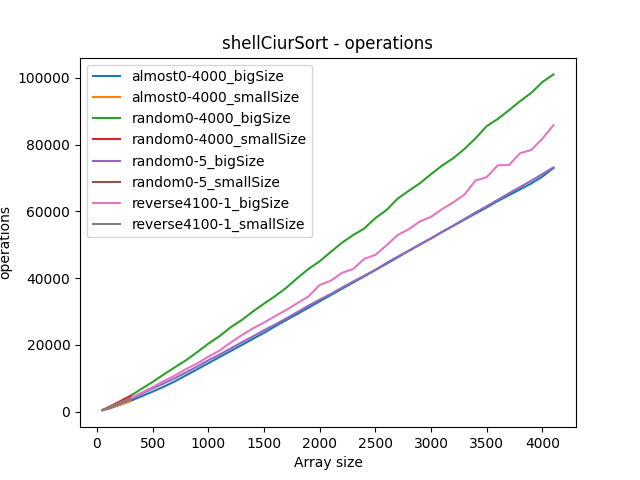 shellCiurSort - operations
operations
100000
80000
60000
40000
20000
0
almost0-4000_bigSize
almost0-4000_smallSize
random0-4000_bigSize
random0-4000_smallSize
random0-5_bigSize
random0-5_smallSize
reverse4100-1_bigSize
reverse4100-1_smallSize
0 500 1000 1500 2000 2500 3000 3500 4000
Array size